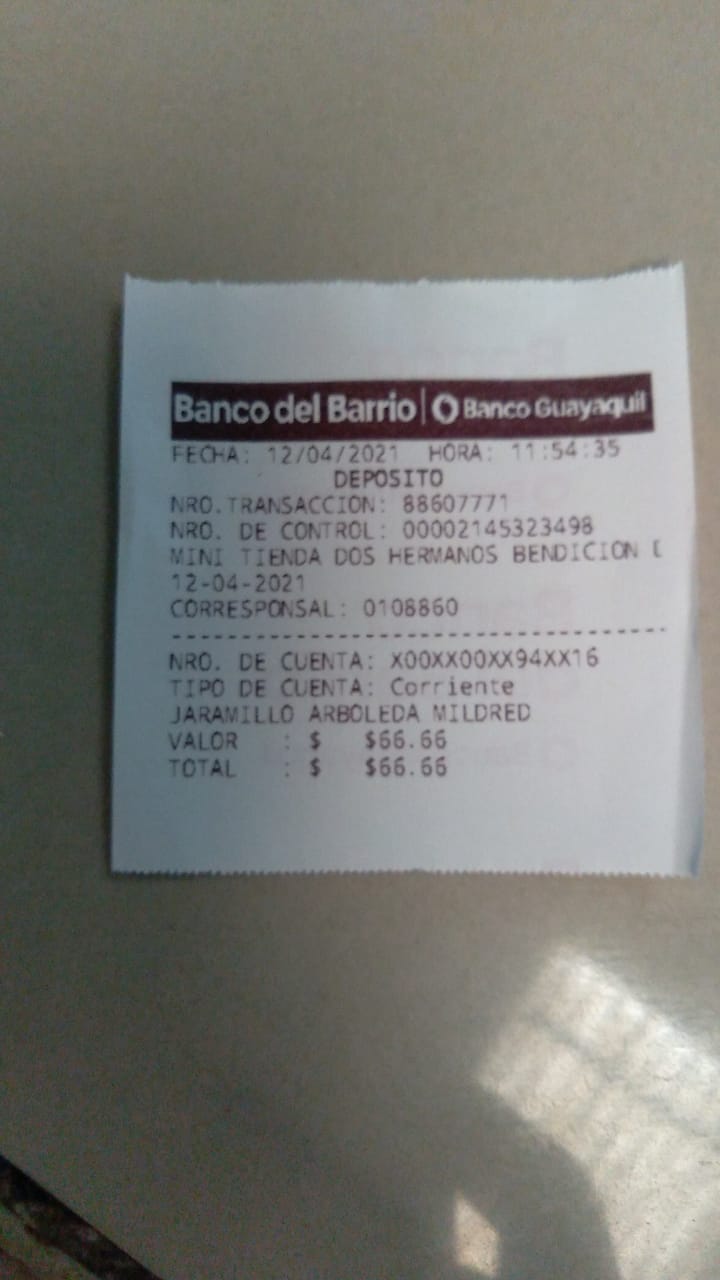 Banco del Barrio | Banco Guayaquil
FECHA: 12/04/2021 HORA: 11:54:35
DEPOSITO
NRO.TRANSACCION: 88607771
NRO. DE CONTROL: 00002145323498
MINI TIENDA DOS HERMANOS BENDICION D
12-04-2021
CORRESPONSAL: 0108860
NRO. DE CUENTA: X00XX00XX94XX16
TIPO DE CUENTA: Corriente
JARAMILLO ARBOLEDA MILDRED
VALOR : $ $66.66
TOTAL : $ $66.66